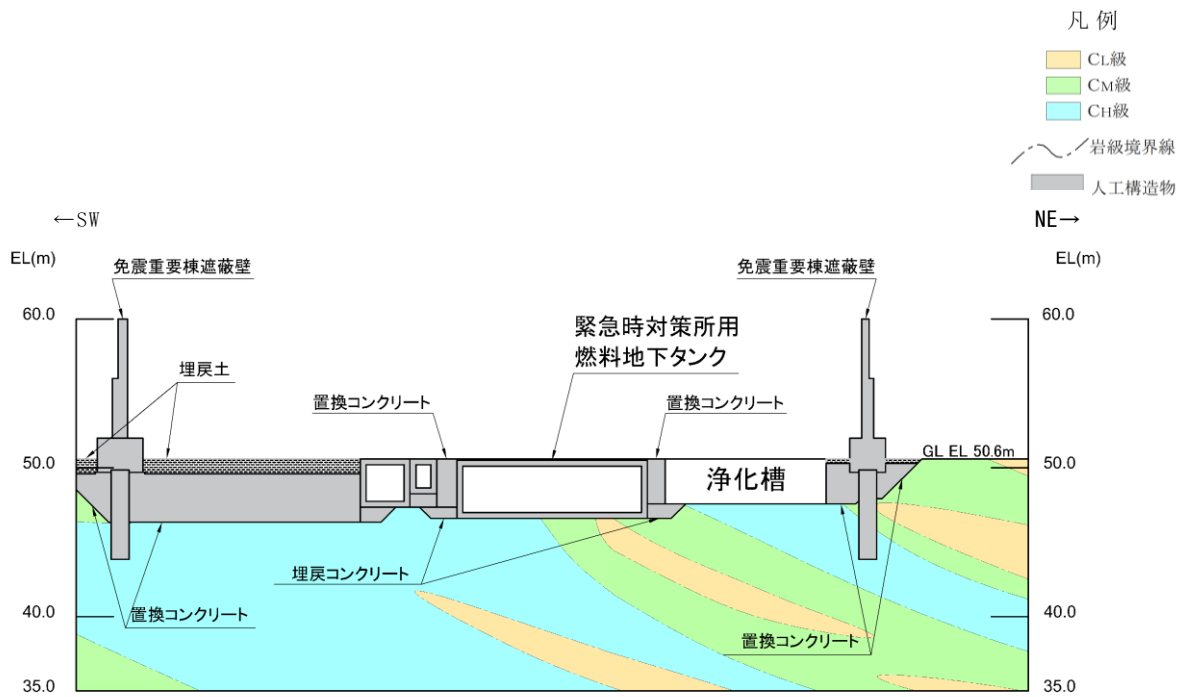 凡 例
CL級
CM級
CH級
岩級境界線
人工構造物
←SW
NE→
EL(m)
EL(m)
免震重要棟遮蔽壁
免震重要棟遮蔽壁
60.0
60.0
緊急時対策所用
燃料地下タンク
埋戻土
置換コンクリート
置換コンクリート
50.0
GL EL 50.6m
50.0
浄化槽
埋戻コンクリート
40.0
置換コンクリート
40.0
置換コンクリート
35.0
35.0